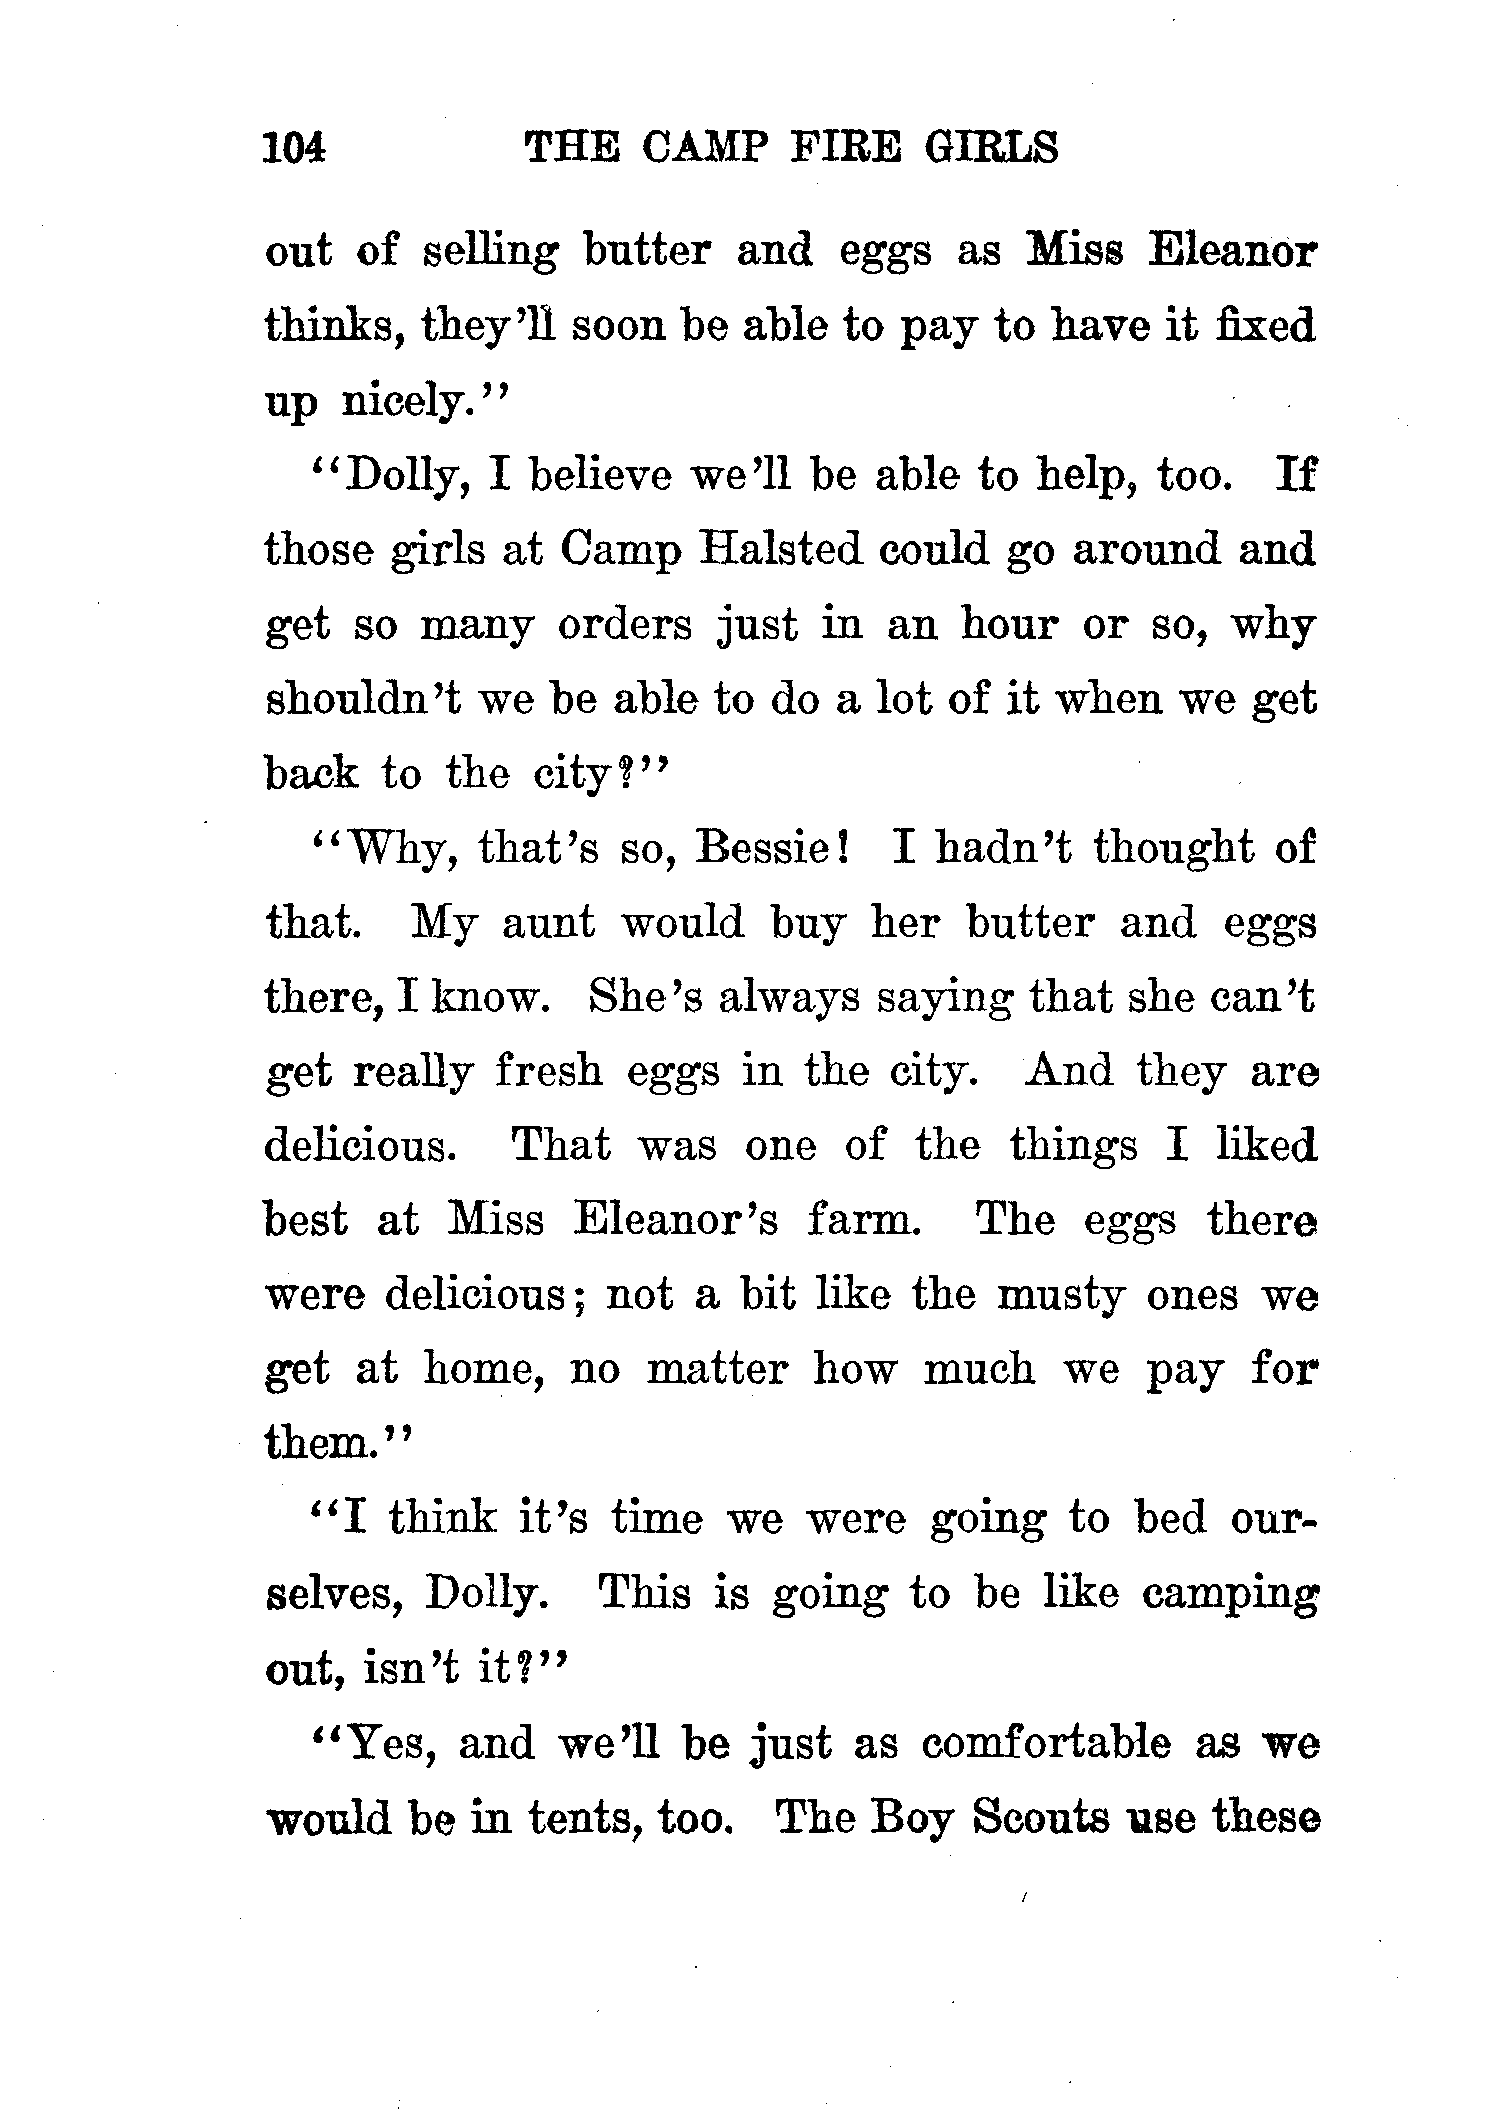 104 THE CAMP FIRE GIRLS
out of selling butter and eggs as Miss Eleanor
thinks, they'll soon be able to pay to have it fixed
up nicely."
"Dolly, I believe we'll be able to help, too. If
those girls at Camp Halsted could go around and
get so many orders just in an hour or so, why
shouldn't we be able to do a lot of it when we get
back to the city?"
"Why, that's so, Bessie! I hadn't thought of
that. My aunt would buy her butter and eggs
there, I know. She's always saying that she can't
get really fresh eggs in the city. And they are
delicious. That was one of the things I liked
best at Miss Eleanor's farm. The eggs there
were delicious; not a bit like the musty ones we
get at home, no matter how much we pay for
them."
"I think it's time we were going to bed our-
selves, Dolly. This is going to be like camping
out, isn't it?"
"Yes, and we'll be just as comfortable as we
would be in tents, too. The Boy Scouts use these